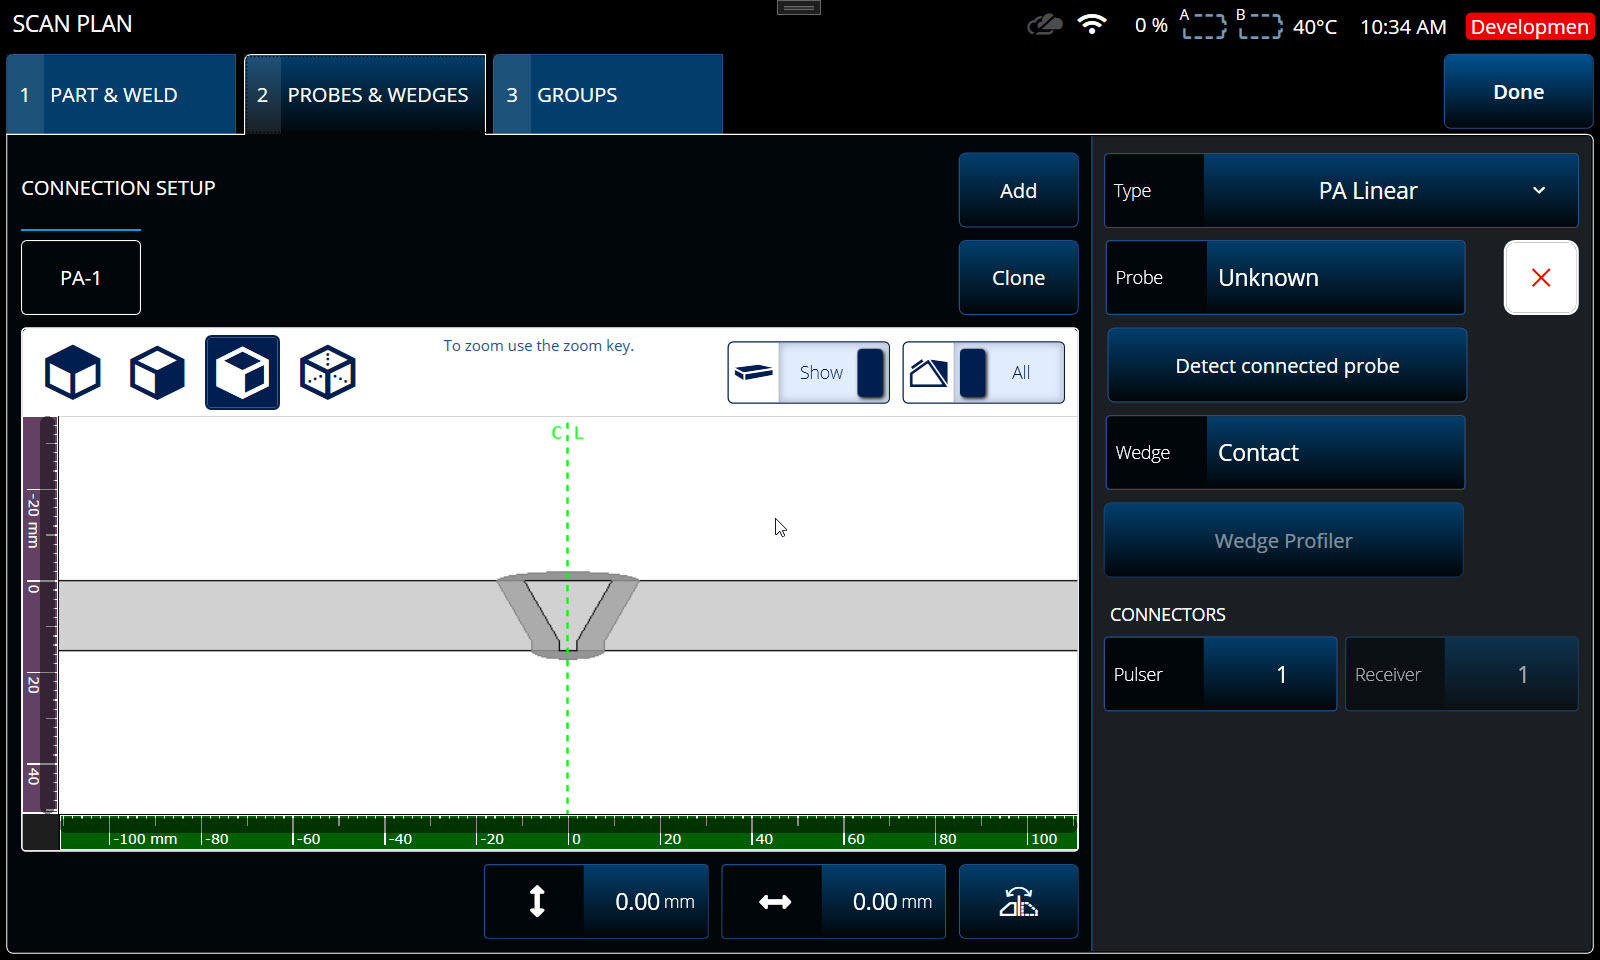 SCAN PLAN
0 %
A
B
40°C
10:34 AM
Developmen
1 PART & WELD
2 PROBES & WEDGES
3 GROUPS
Done
CONNECTION SETUP
Add
PA-1
Clone
To zoom use the zoom key.
Show
All
C L
-20 mm
0
20
40
-100 mm -80 -60 -40 -20 0 20 40 60 80 100
0.00 mm
0.00 mm
Type PA Linear
Probe Unknown
Detect connected probe
Wedge Contact
Wedge Profiler
CONNECTORS
Pulser 1
Receiver 1